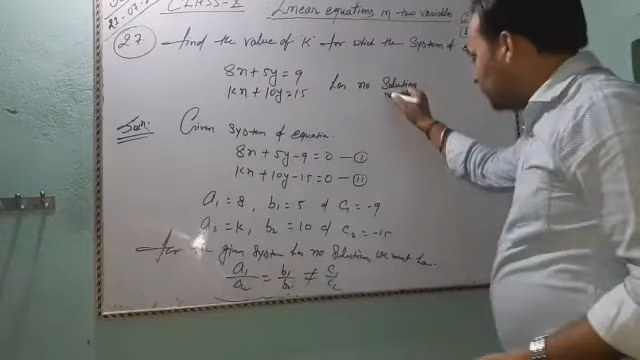 CLASS-X Linear equations in two variables
27 find the value of 'K' for which the system of
8x + 5y = 9
kx + 10y = 15 has no solution
Soln: Given system of equation
8x + 5y - 9 = 0 — (I)
kx + 10y - 15 = 0 — (II)
a₁ = 8, b₁ = 5 & c₁ = -9
a₂ = k, b₂ = 10 & c₂ = -15
For given system has no solution, we must have
a₁/a₂ = b₁/b₂ ≠ c₁/c₂